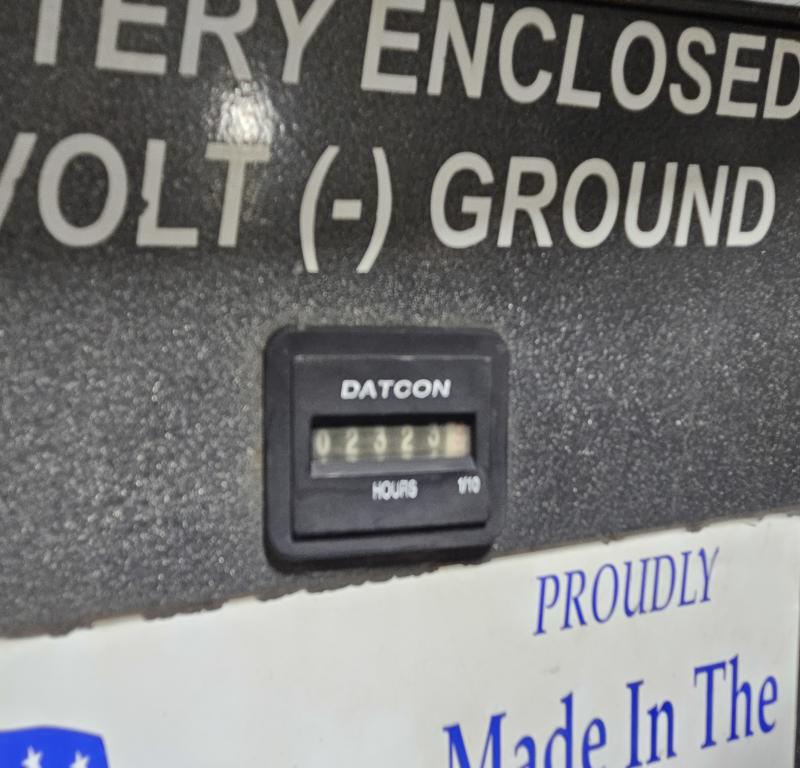 TERY ENCLOSED
VOLT (-) GROUND
DATCON
HOURS 1/10
PROUDLY
Made In The